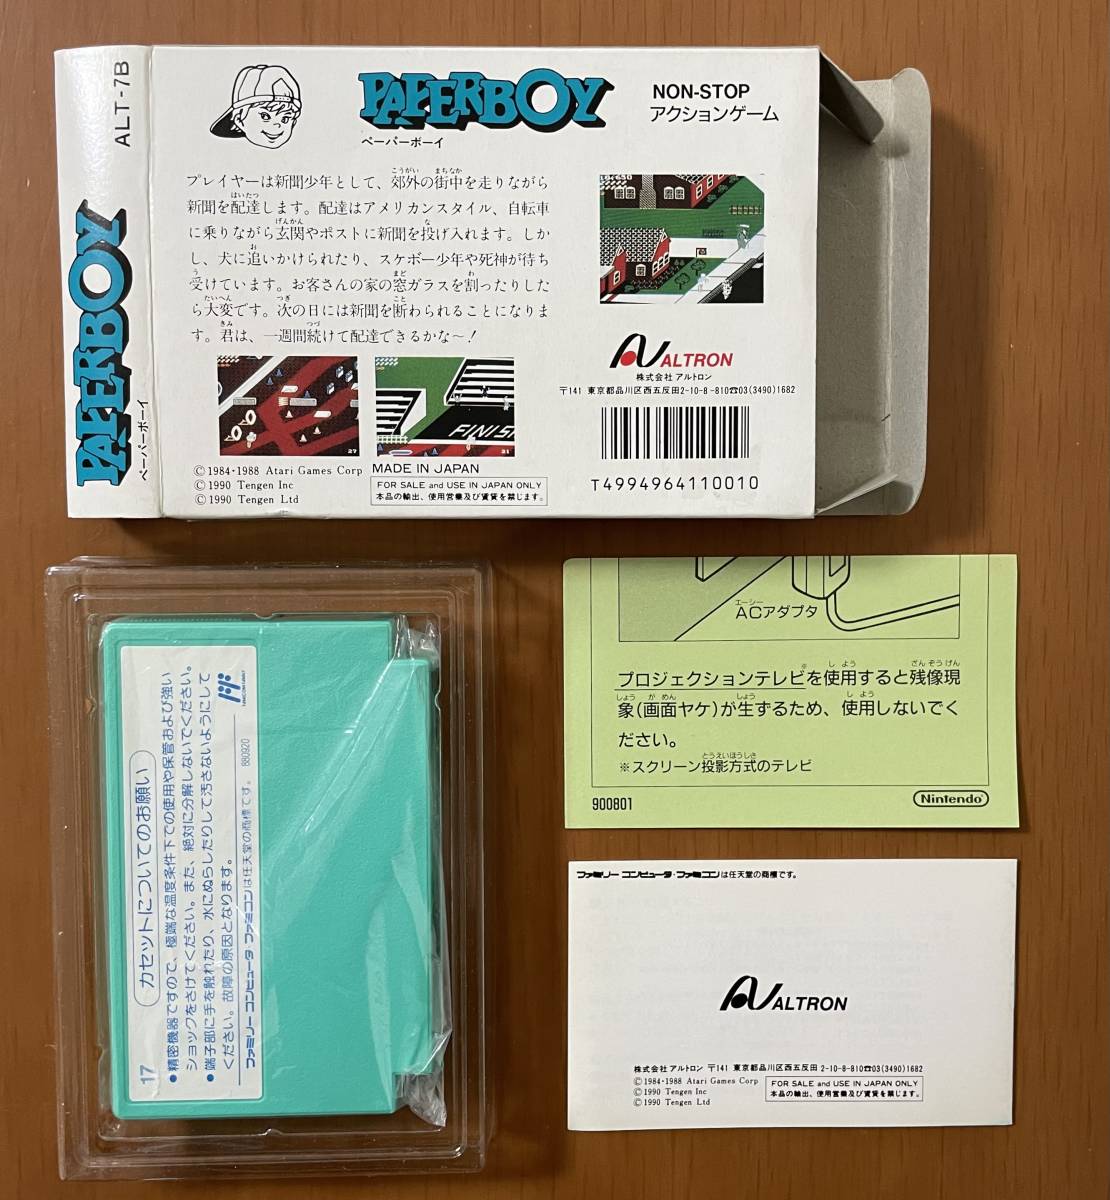 PAPERBOY
ペーパーボーイ
ALT-7B
PAPERBOY
ペーパーボーイ
NON-STOP
アクションゲーム
プレイヤーは新聞少年として、郊外の街中を走りながら
新聞を配達します。配達はアメリカンスタイル、自転車
に乗りながら玄関やポストに新聞を投げ入れます。しか
し、犬に追いかけられたり、スケボー少年や死神が待ち
受けています。お客さんの家の窓ガラスを割ったりした
ら大変です。次の日には新聞を断わられることになりま
す。君は、一週間続けて配達できるかな〜!
27
FINISH
21
ALTRON
株式会社 アルトロン
〒141 東京都品川区西五反田2-10-8-810☎03(3490)1682
T4994964110010
©1984・1988 Atari Games Corp
©1990 Tengen Inc
©1990 Tengen Ltd
MADE IN JAPAN
FOR SALE and USE IN JAPAN ONLY
本品の輸出、使用営業及び賃貸を禁じます。
17
カセットについてのお願い
●精密機器ですので、極端な温度条件下での使用や保管および強い
ショックをさけてください。また、絶対に分解しないでください。
●端子部に手を触れたり、水にぬらしたりして汚さないようにして
ください。故障の原因となります。
ファミリーコンピュータ・ファミコンは任天堂の商標です。 880920
FAMICOM FAMILY
エーシー
ACアダプタ
プロジェクションテレビ※を使用すると残像現
象(画面ヤケ)が生ずるため、使用しないでく
ださい。
※スクリーン投影方式のテレビ
900801
Nintendo
ファミリーコンピュータ・ファミコンは任天堂の商標です。
ALTRON
株式会社 アルトロン 〒141 東京都品川区西五反田 2-10-8-810☎03(3490)1682
©1984・1988 Atari Games Corp
©1990 Tengen Inc
©1990 Tengen Ltd
FOR SALE and USE IN JAPAN ONLY
本品の輸出、使用営業及び賃貸を禁じます。